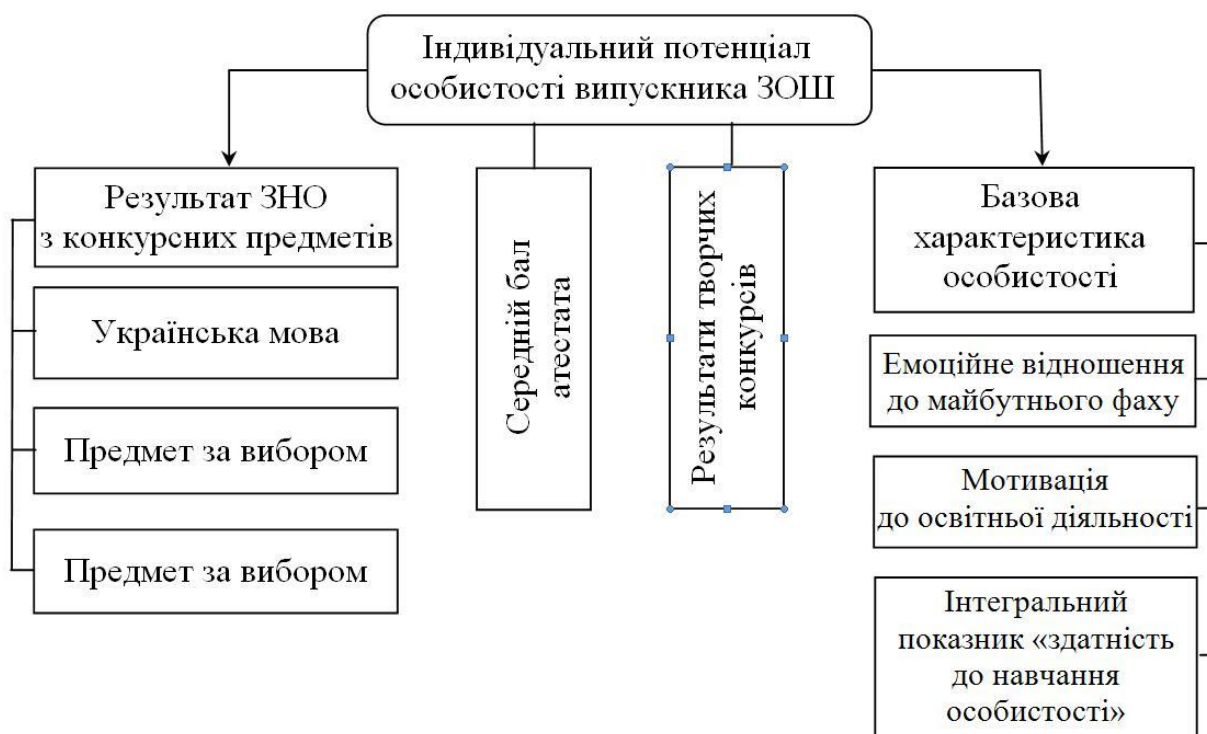 Індивідуальний потенціал
особистості випускника ЗОШ
Результат ЗНО
з конкурсних предметів
Українська мова
Предмет за вибором
Предмет за вибором
Середній бал
атестата
Результати творчих
конкурсів
Базова
характеристика
особистості
Емоційне відношення
до майбутнього фаху
Мотивація
до освітньої діяльності
Інтегральний
показник «здатність
до навчання
особистості»